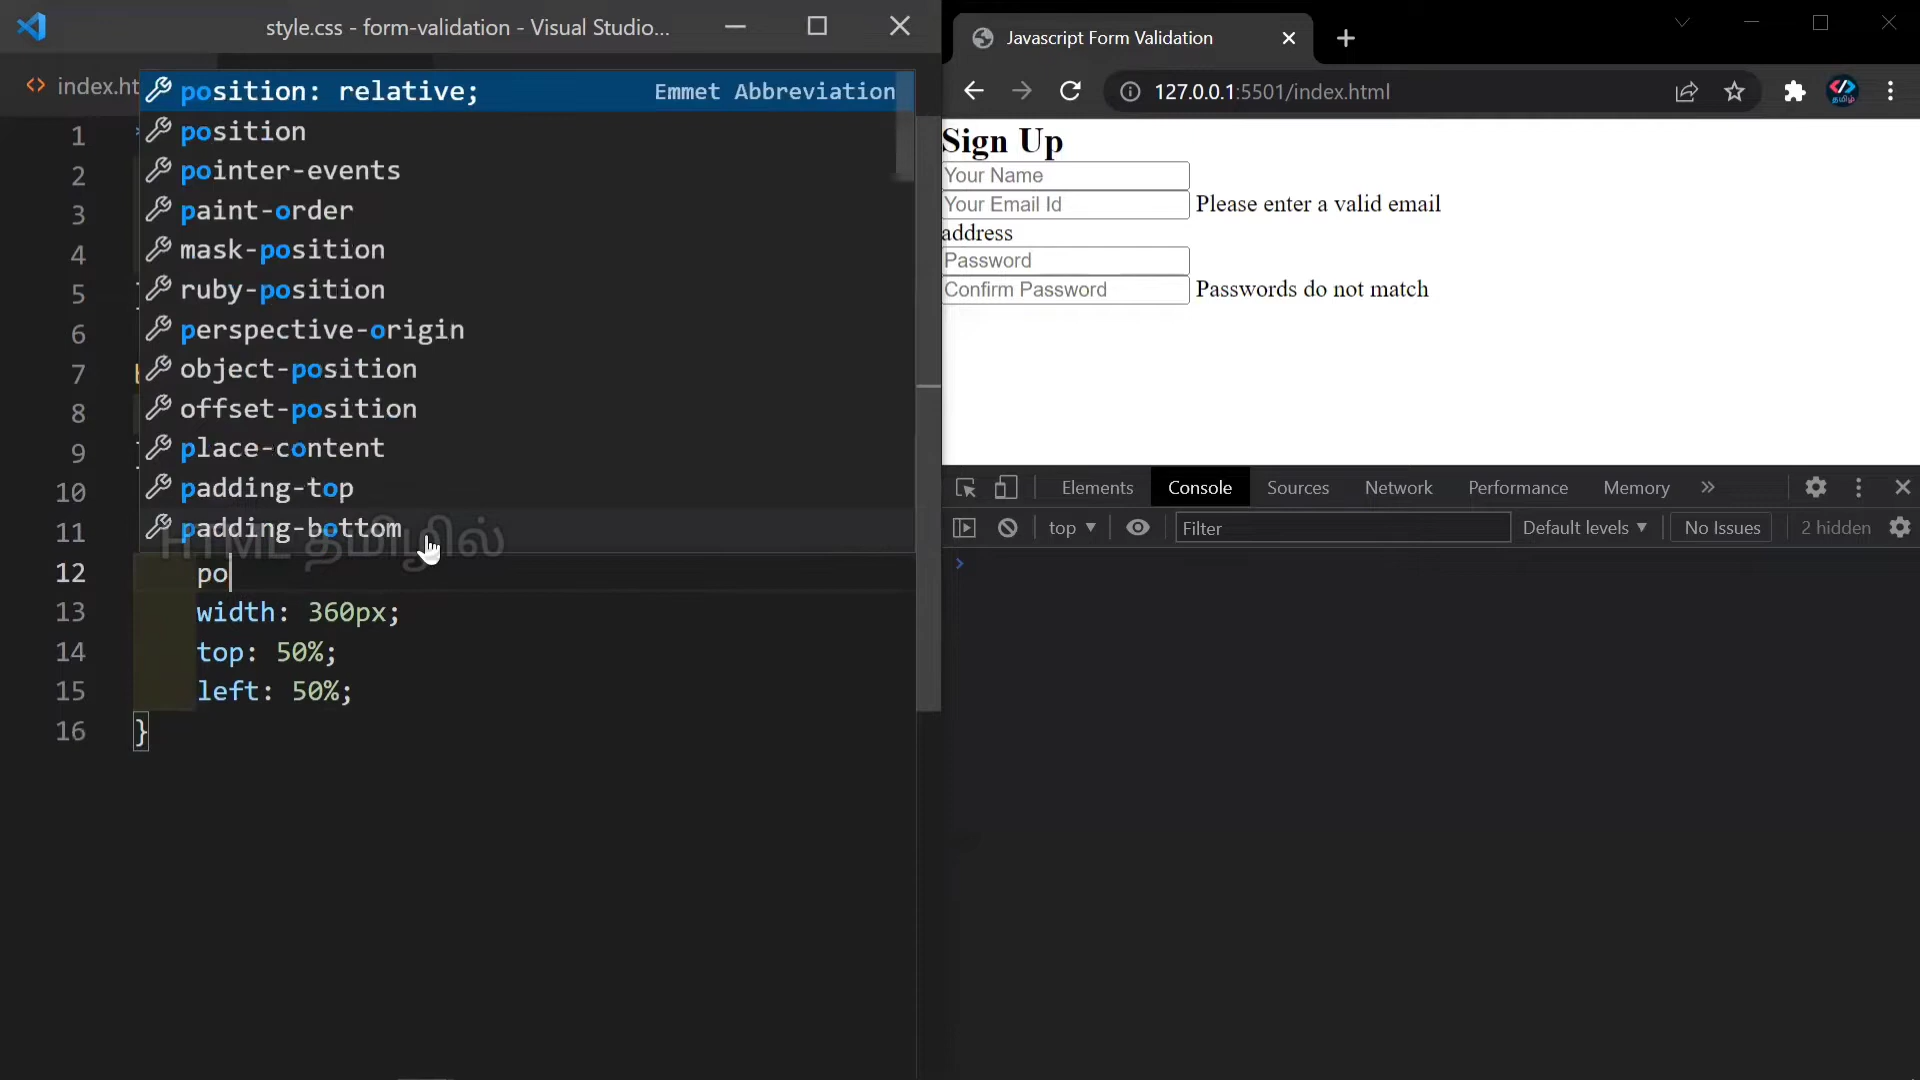 style.css - form-validation - Visual Studio...
index.ht
position: relative; Emmet Abbreviation
position
pointer-events
paint-order
mask-position
ruby-position
perspective-origin
object-position
offset-position
place-content
padding-top
padding-bottom
HTML தமிழில்
1
2
3
4
5
6
7
8
9
10
11
12 po
13 width: 360px;
14 top: 50%;
15 left: 50%;
16 }
Javascript Form Validation
127.0.0.1:5501/index.html
தமிழ்
Sign Up
Your Name
Your Email Id Please enter a valid email
address
Password
Confirm Password Passwords do not match
Elements Console Sources Network Performance Memory »
top Filter Default levels No Issues 2 hidden